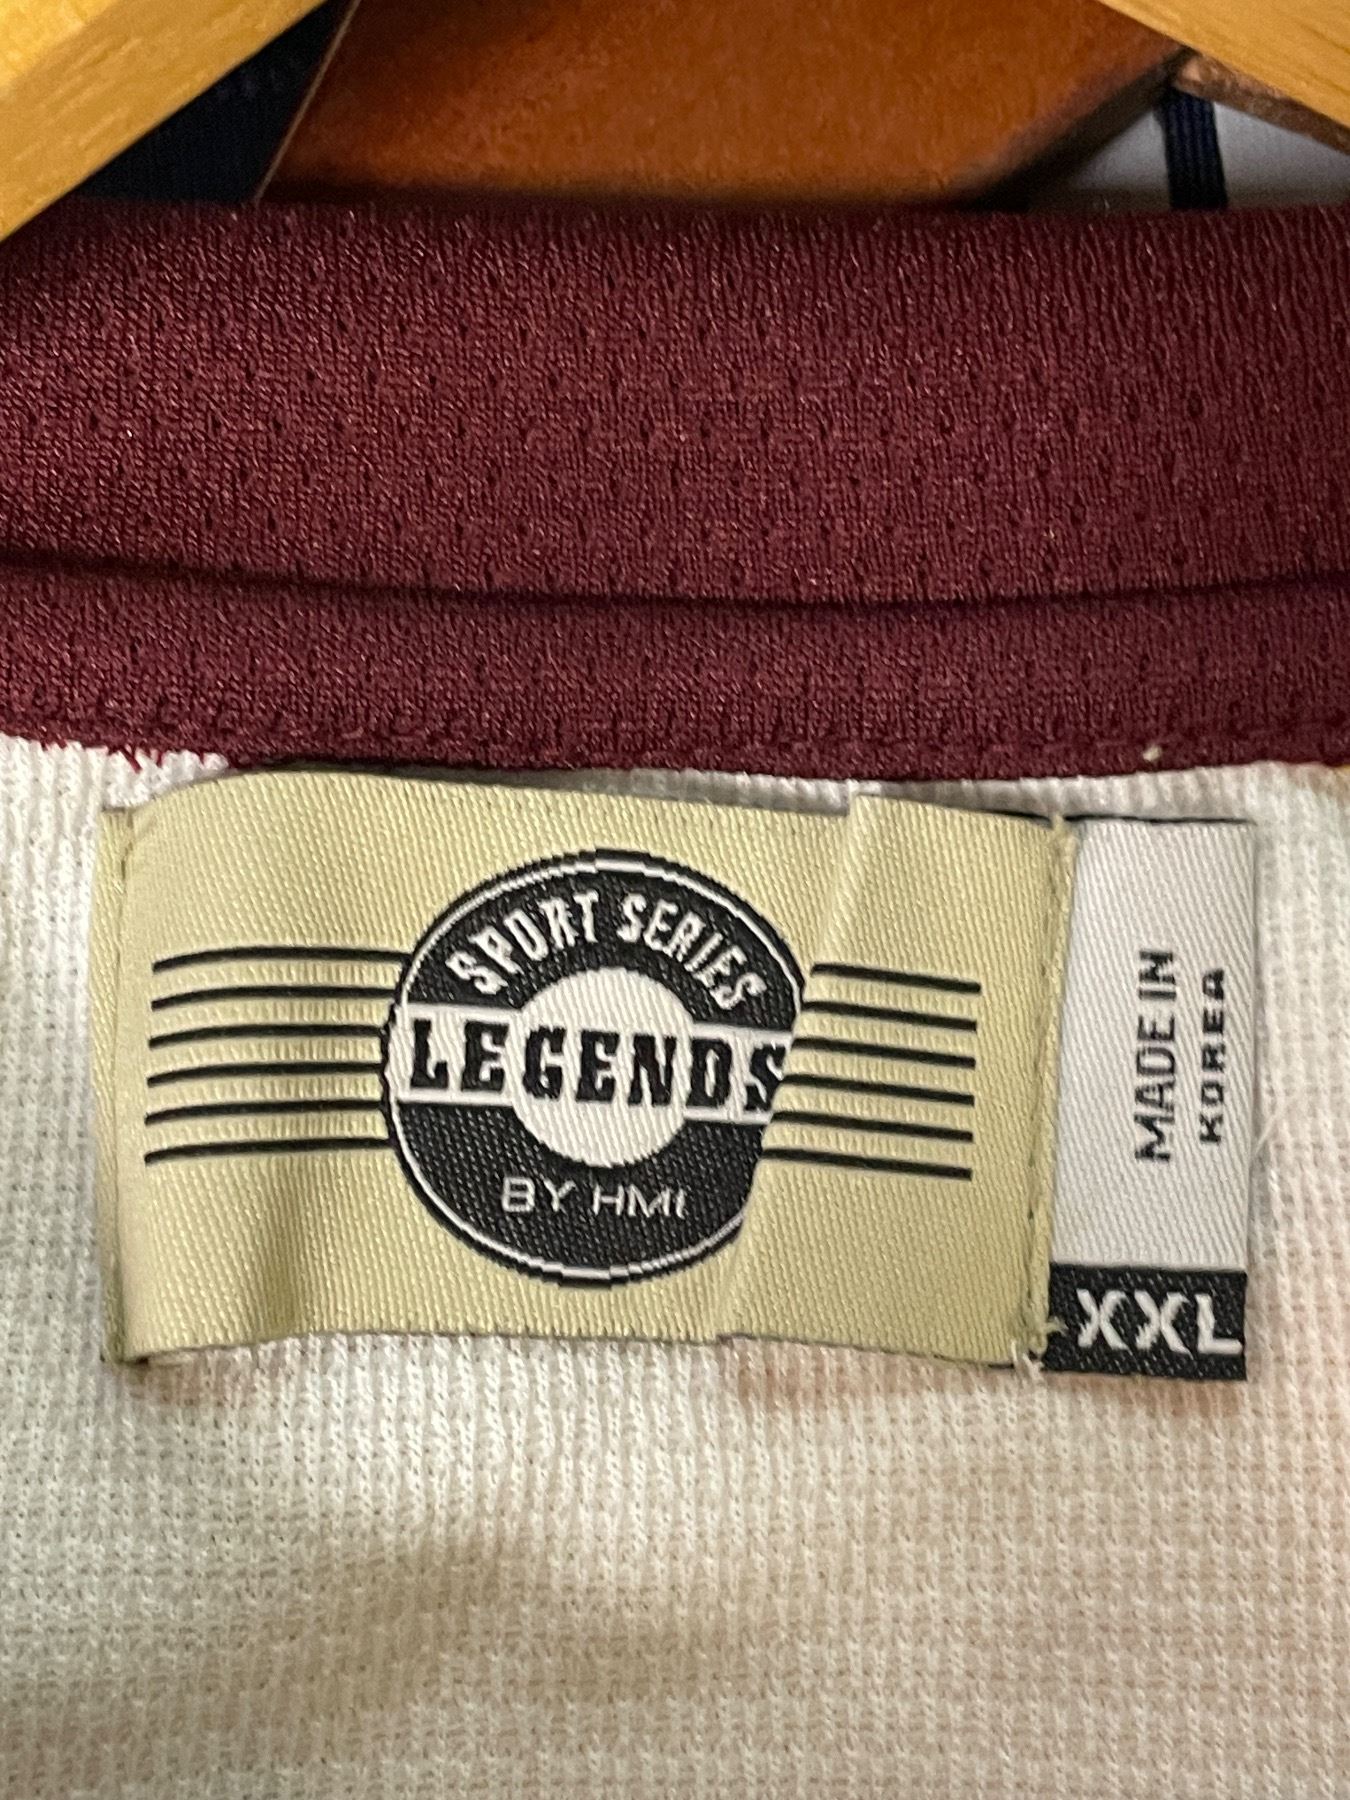 SPORT SERIES
LEGENDS
BY HMI
MADE IN
KOREA
XXL